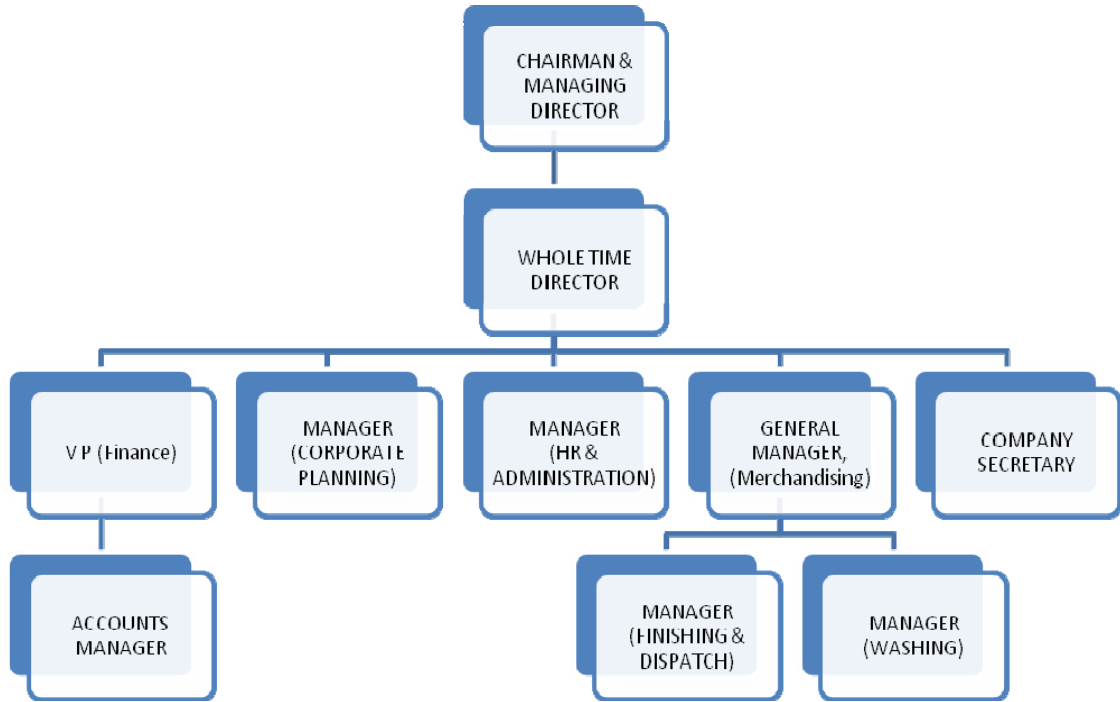 CHAIRMAN &
MANAGING
DIRECTOR
WHOLE TIME
DIRECTOR
V P (Finance)
MANAGER
(CORPORATE
PLANNING)
MANAGER
(HR &
ADMINISTRATION)
GENERAL
MANAGER,
(Merchandising)
COMPANY
SECRETARY
ACCOUNTS
MANAGER
MANAGER
(FINISHING &
DISPATCH)
MANAGER
(WASHING)